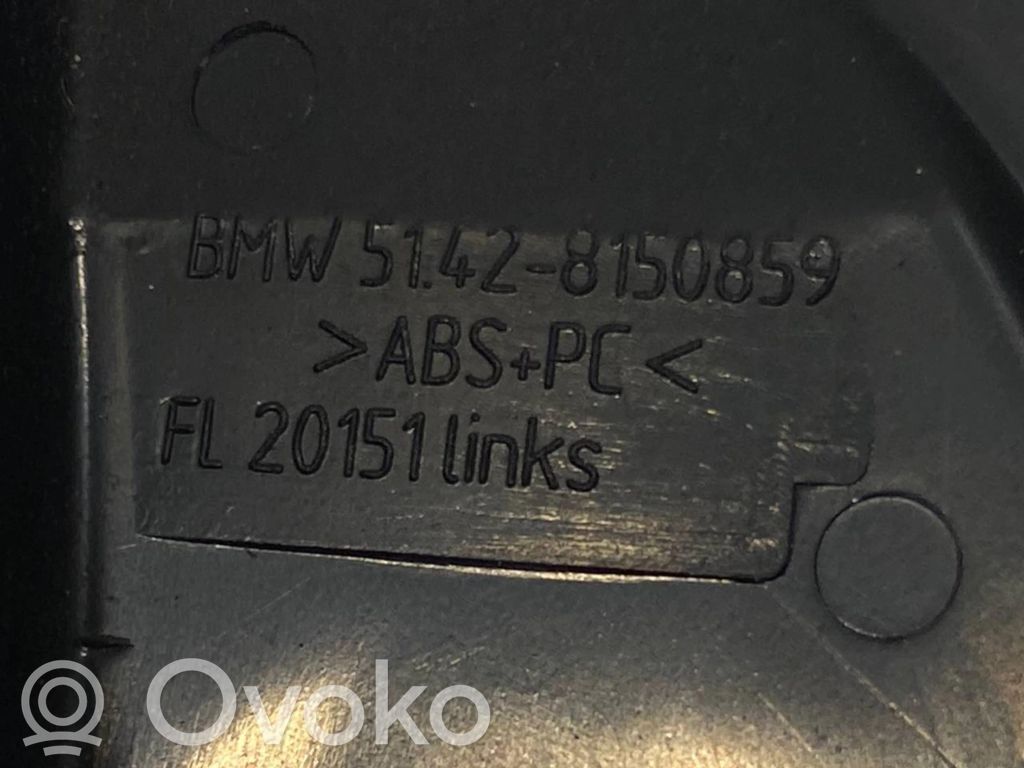 BMW 51.42-8150859
>ABS+PC<
FL 20151 links
Ovoko